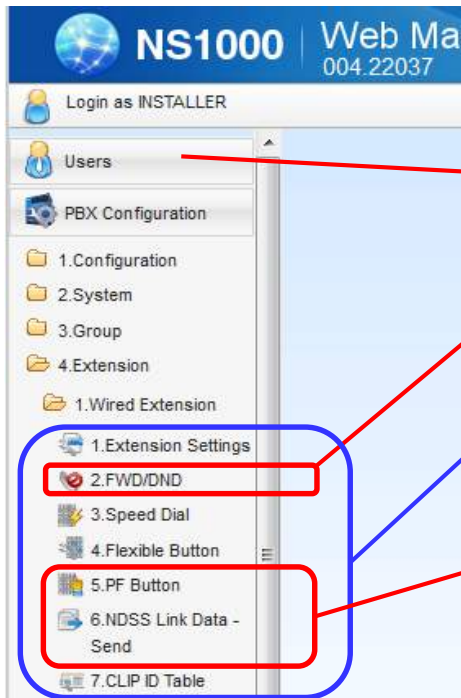 NS1000
Web Ma
004.22037
Login as INSTALLER
Users
PBX Configuration
1.Configuration
2.System
3.Group
4.Extension
1.Wired Extension
1.Extension Settings
2.FWD/DND
3.Speed Dial
4.Flexible Button
5.PF Button
6.NDSS Link Data -
Send
7.CLIP ID Table